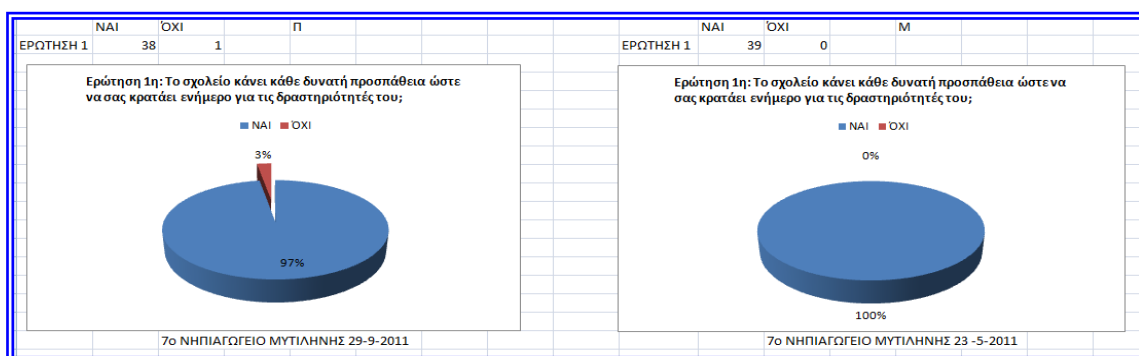 ΝΑΙ ΌΧΙ Π
ΕΡΩΤΗΣΗ 1 38 1
Ερώτηση 1η: Το σχολείο κάνει κάθε δυνατή προσπάθεια ώστε
να σας κρατάει ενήμερο για τις δραστηριότητές του;
ΝΑΙ ΌΧΙ
3%
97%
7ο ΝΗΠΙΑΓΩΓΕΙΟ ΜΥΤΙΛΗΝΗΣ 29-9-2011
ΝΑΙ ΌΧΙ Μ
ΕΡΩΤΗΣΗ 1 39 0
Ερώτηση 1η: Το σχολείο κάνει κάθε δυνατή προσπάθεια ώστε να
σας κρατάει ενήμερο για τις δραστηριότητές του;
ΝΑΙ ΌΧΙ
0%
100%
7ο ΝΗΠΙΑΓΩΓΕΙΟ ΜΥΤΙΛΗΝΗΣ 23 -5-2011